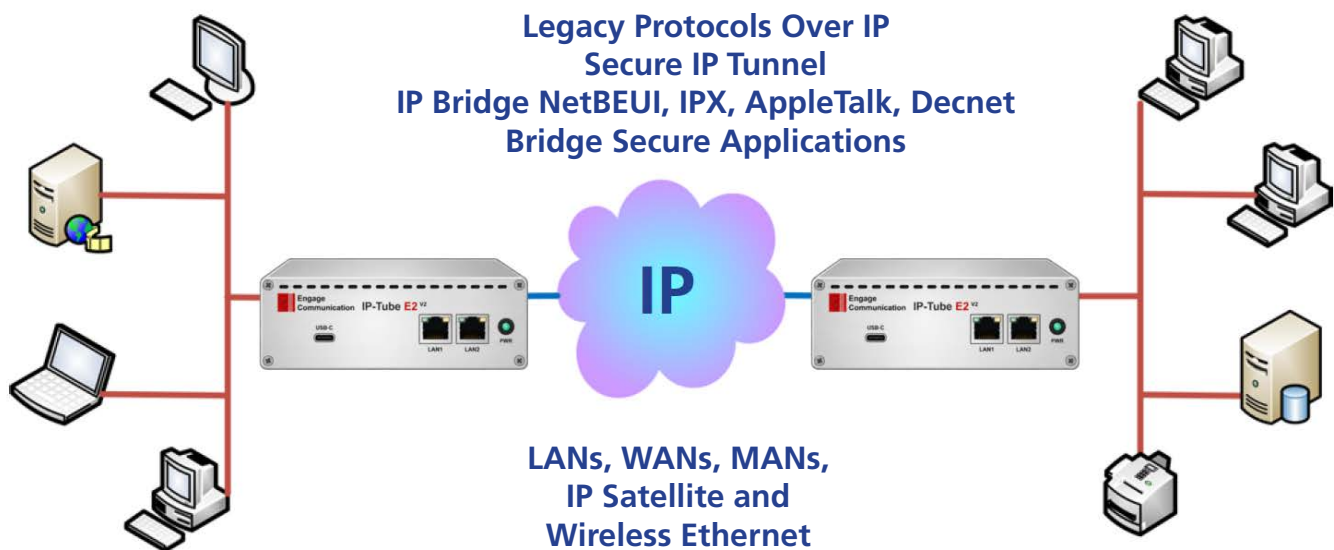 Legacy Protocols Over IP
Secure IP Tunnel
IP Bridge NetBEUI, IPX, AppleTalk, Decnet
Bridge Secure Applications
IP
Engage
Communication
IP-Tube E2 V2
USB-C
LAN1
LAN2
PWR
Engage
Communication
IP-Tube E2 V2
USB-C
LAN1
LAN2
PWR
LANs, WANs, MANs,
IP Satellite and
Wireless Ethernet